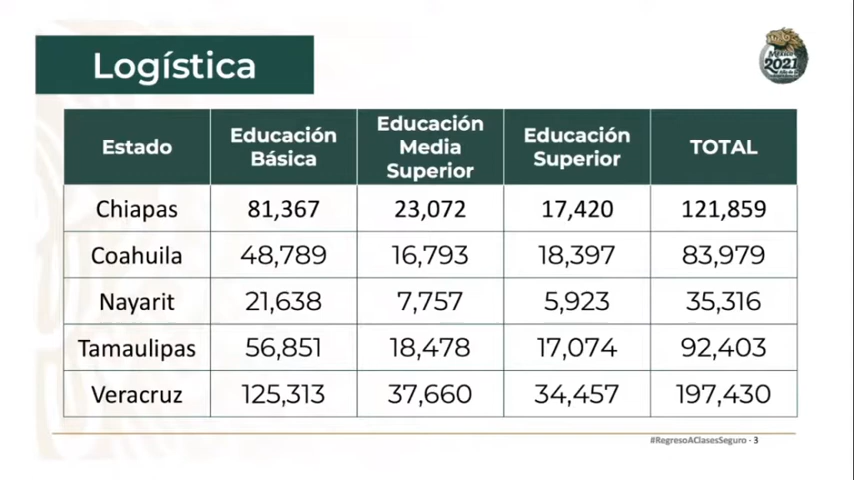 Logística
México
2021
Estado
Educación Básica
Educación Media Superior
Educación Superior
TOTAL
Chiapas 81,367 23,072 17,420 121,859
Coahuila 48,789 16,793 18,397 83,979
Nayarit 21,638 7,757 5,923 35,316
Tamaulipas 56,851 18,478 17,074 92,403
Veracruz 125,313 37,660 34,457 197,430
#RegresoAClasesSeguro - 3